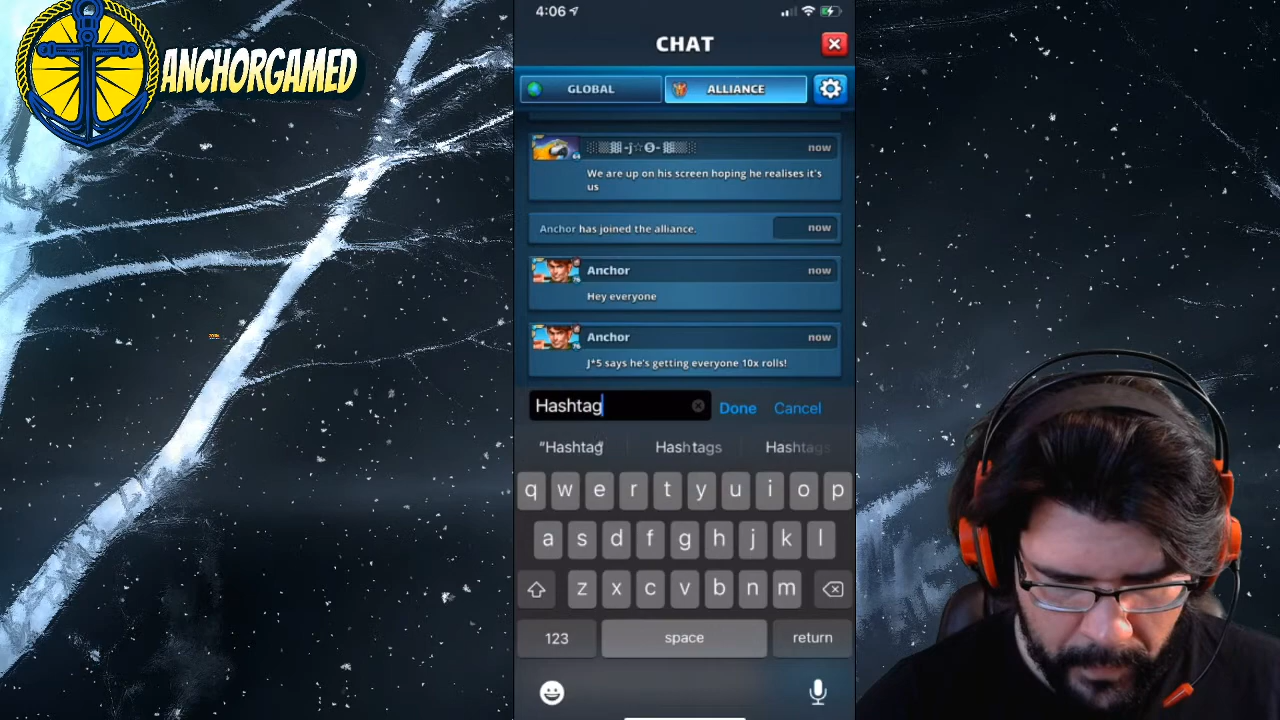 ANCHORGAMED
4:06
CHAT
GLOBAL
ALLIANCE
now
We are up on his screen hoping he realises it's
us
Anchor has joined the alliance.
now
Anchor
now
Hey everyone
Anchor
now
J*5 says he's getting everyone 10x rolls!
Hashtag
Done
Cancel
"Hashtag"
Hashtags
Hashtags
q w e r t y u i o p
a s d f g h j k l
z x c v b n m
123
space
return